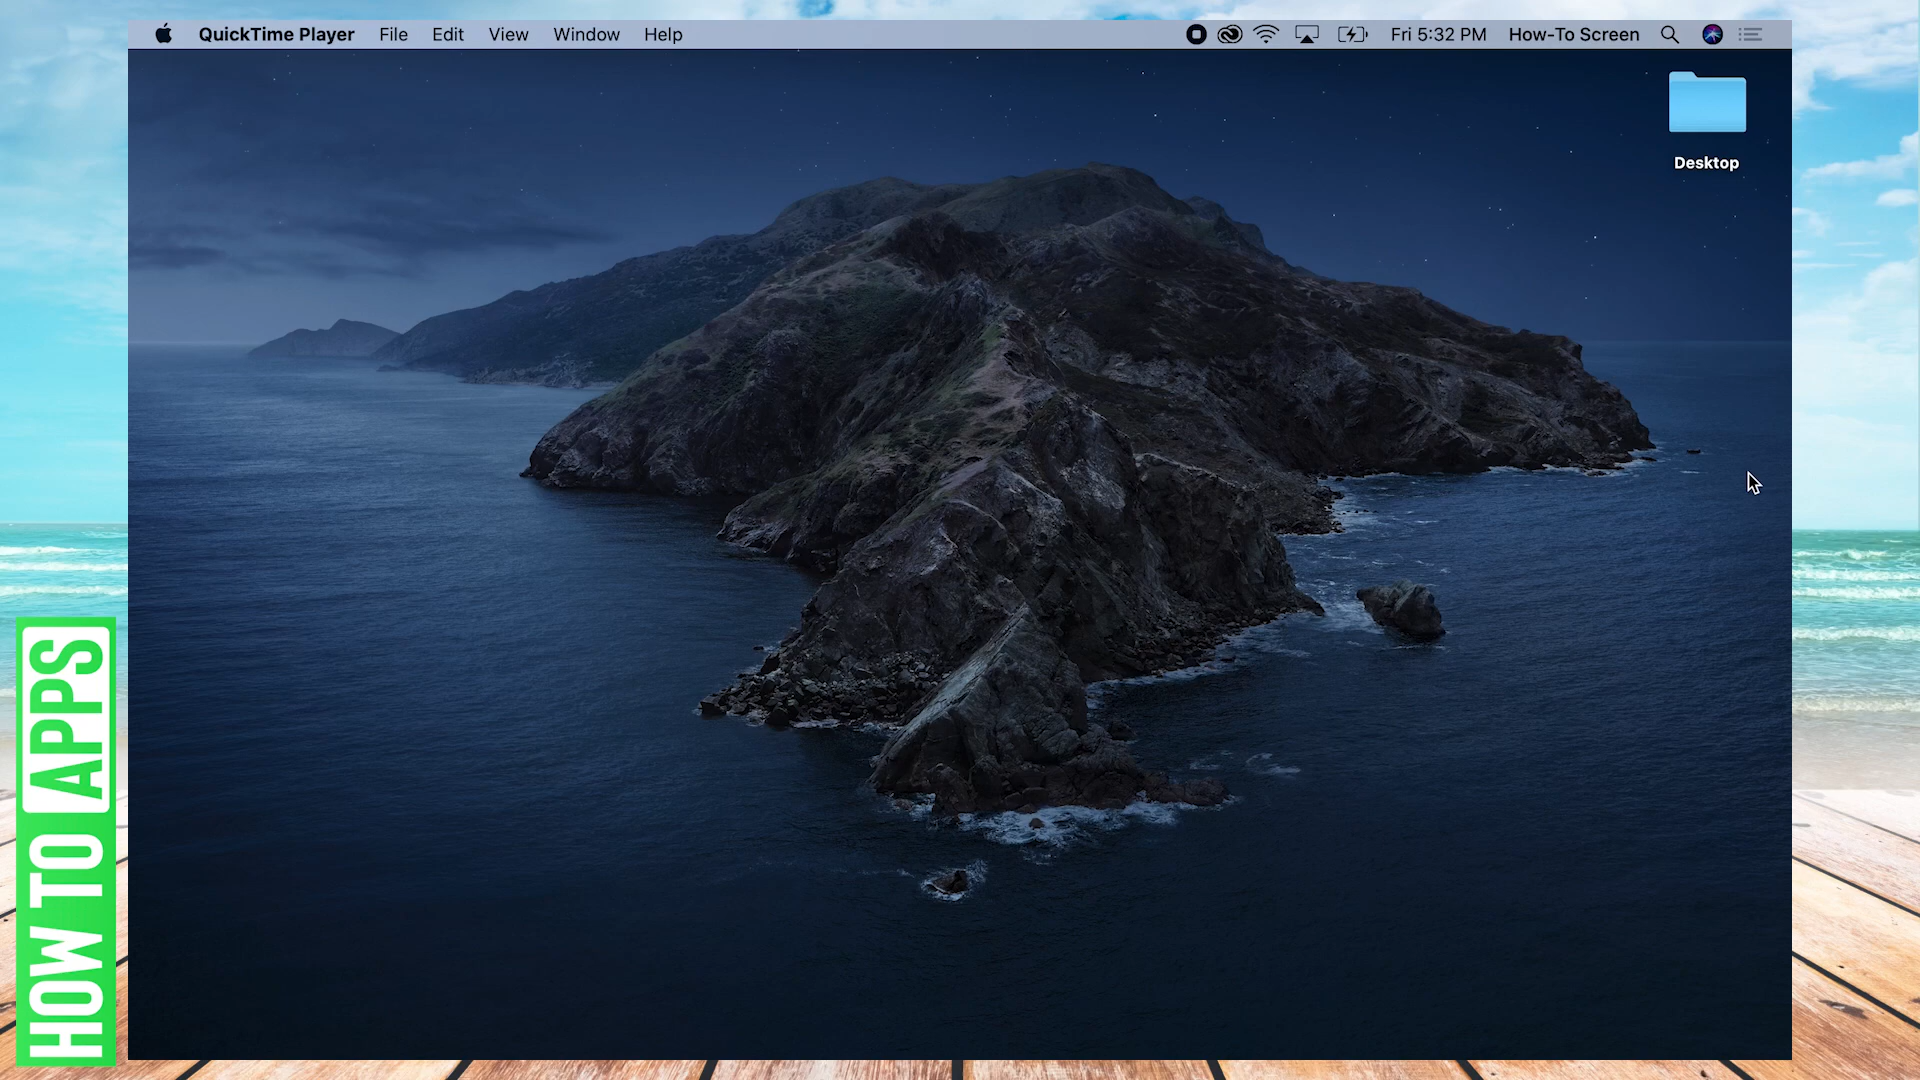 QuickTime Player File Edit View Window Help Fri 5:32 PM How-To Screen
Desktop
HOW TO APPS